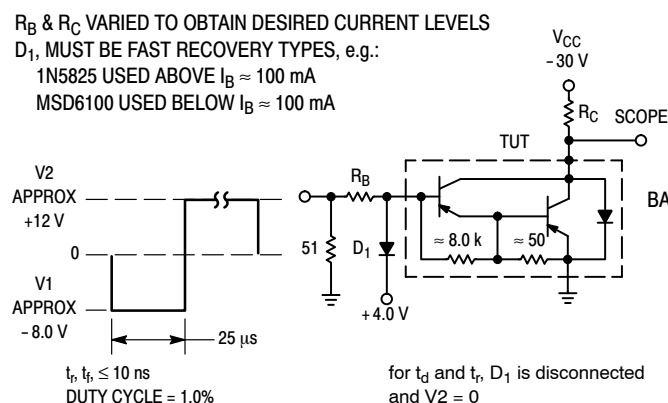 R_B & R_C VARIED TO OBTAIN DESIRED CURRENT LEVELS
D_1, MUST BE FAST RECOVERY TYPES, e.g.:
1N5825 USED ABOVE I_B ≈ 100 mA
MSD6100 USED BELOW I_B ≈ 100 mA
V_CC
-30 V
R_C
SCOPE
TUT
V2
APPROX
+12 V
0
V1
APPROX
-8.0 V
25 μs
t_r, t_f, ≤ 10 ns
DUTY CYCLE = 1.0%
R_B
51
D_1
+4.0 V
≈ 8.0 k
≈ 50
BA
for t_d and t_r, D_1 is disconnected
and V2 = 0